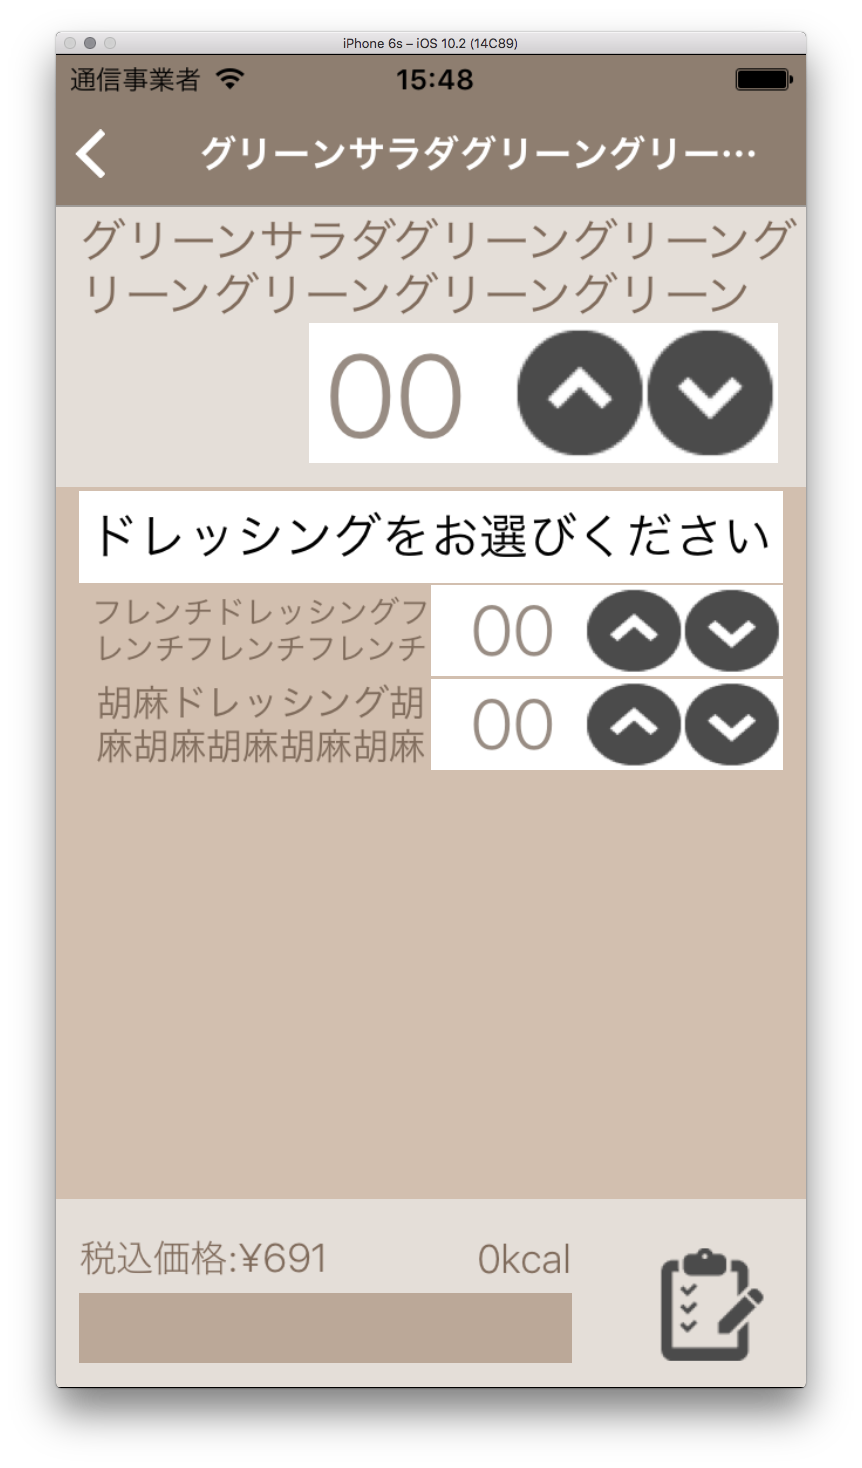 iPhone 6s – iOS 10.2 (14C89)
通信事業者 15:48
グリーンサラダグリーングリー…
グリーンサラダグリーングリーング
リーングリーングリーングリーン
00
ドレッシングをお選びください
フレンチドレッシングフ
レンチフレンチフレンチ
00
胡麻ドレッシング胡
麻胡麻胡麻胡麻胡麻
00
税込価格:¥691 0kcal